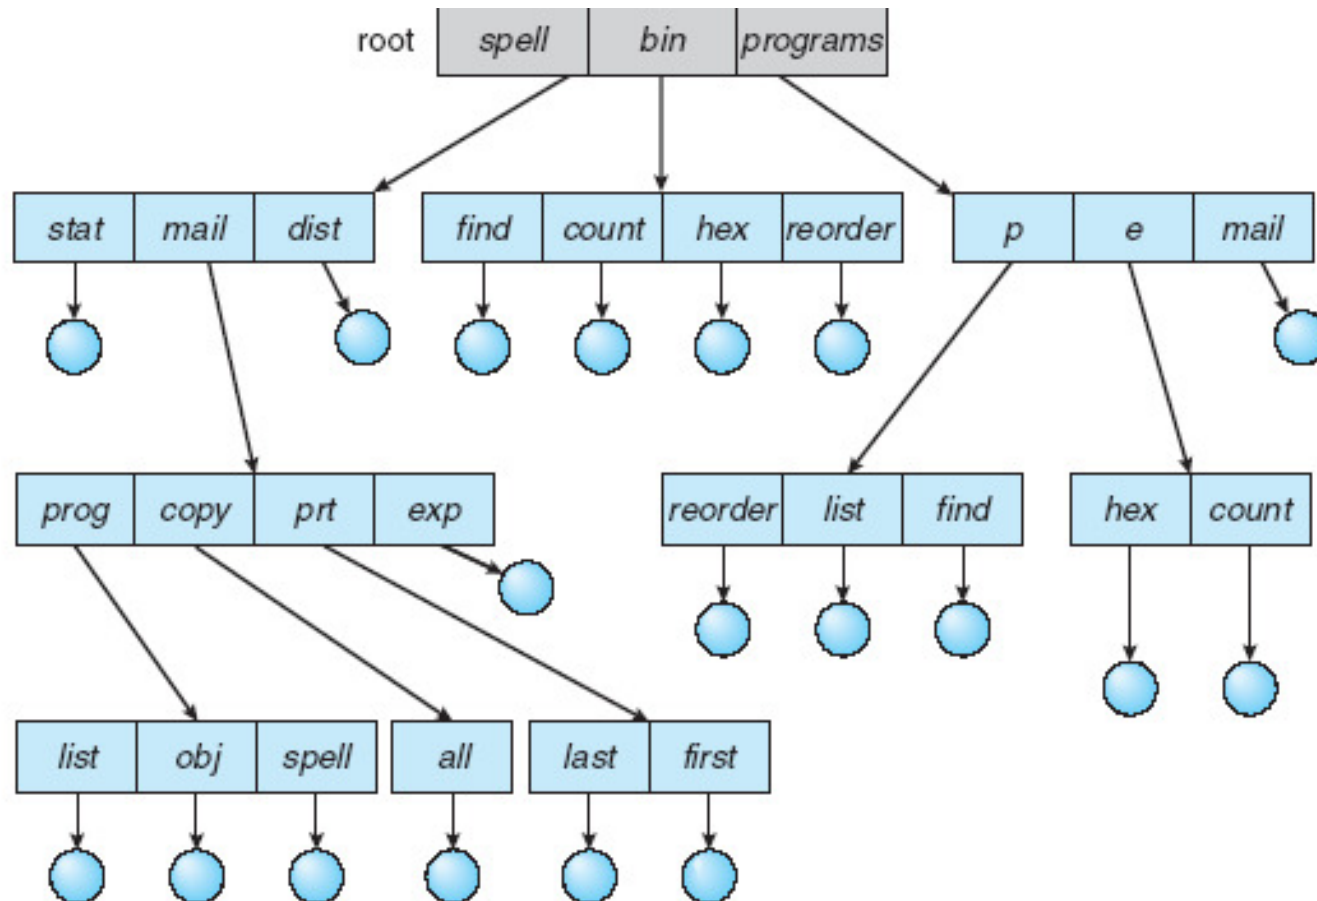 root spell bin programs
stat mail dist find count hex reorder p e mail
prog copy prt exp reorder list find hex count
list obj spell all last first